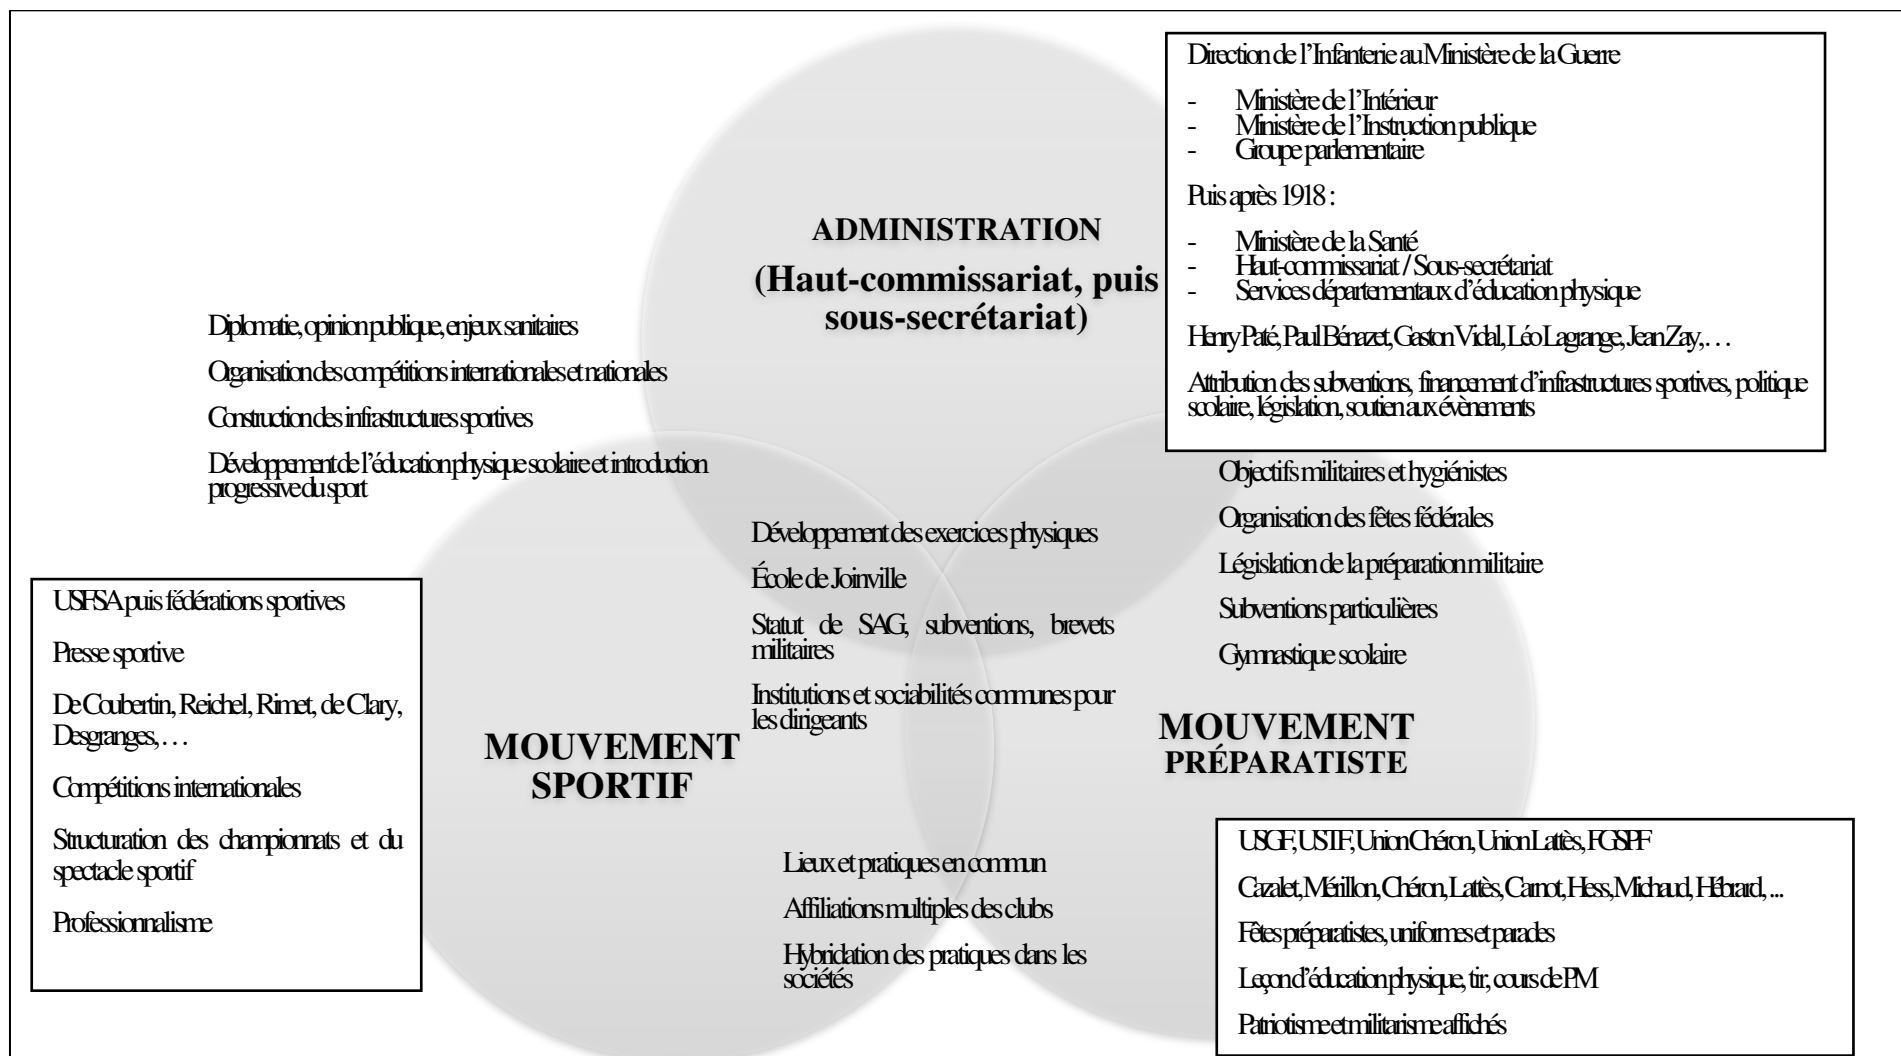 Direction de l’Infanterie au Ministère de la Guerre
- Ministère de l’Intérieur
- Ministère de l’Instruction publique
- Groupe parlementaire
Puis après 1918 :
- Ministère de la Santé
- Haut-commissariat / Sous-secrétariat
- Services départementaux d’éducation physique
Henry Paté, Paul Bénazet, Gaston Vidal, Léo Lagrange, Jean Zay,…
Attribution des subventions, financement d’infrastructures sportives, politique
scolaire, législation, soutien aux évènements
ADMINISTRATION
(Haut-commissariat, puis
sous-secrétariat)
Diplomatie, opinion publique, enjeux sanitaires
Organisation des compétitions internationales et nationales
Construction des infrastructures sportives
Développement de l’éducation physique scolaire et introduction
progressive du sport
Objectifs militaires et hygiénistes
Organisation des fêtes fédérales
Législation de la préparation militaire
Subventions particulières
Gymnastique scolaire
Développement des exercices physiques
École de Joinville
Statut de SAG, subventions, brevets
militaires
Institutions et sociabilités communes pour
les dirigeants
USFSA puis fédérations sportives
Presse sportive
De Coubertin, Reichel, Rimet, de Clary,
Desgranges,…
Compétitions internationales
Structuration des championnats et du
spectacle sportif
Professionnalisme
MOUVEMENT
SPORTIF
MOUVEMENT
PRÉPARATISTE
Lieux et pratiques en commun
Affiliations multiples des clubs
Hybridation des pratiques dans les
sociétés
USGF, USTF, Union Chéron, Union Lattès, FGSPF
Cazalet, Mérillon, Chéron, Lattès, Carnot, Hess, Michaud, Hébrard, ...
Fêtes préparatistes, uniformes et parades
Leçon d’éducation physique, tir, cours de PM
Patriotisme et militarisme affichés